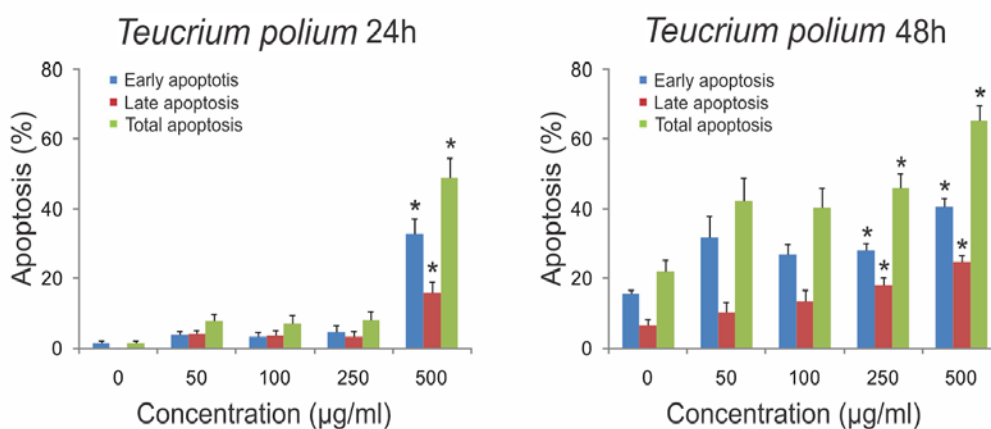 Teucrium polium 24h
80
60
40
20
0
Apoptosis (%)
Early apoptotis
Late apoptosis
Total apoptosis
*
*
*
0 50 100 250 500
Concentration (µg/ml)
Teucrium polium 48h
80
60
40
20
0
Apoptosis (%)
Early apoptosis
Late apoptosis
Total apoptosis
*
*
*
*
*
*
0 50 100 250 500
Concentration (µg/ml)